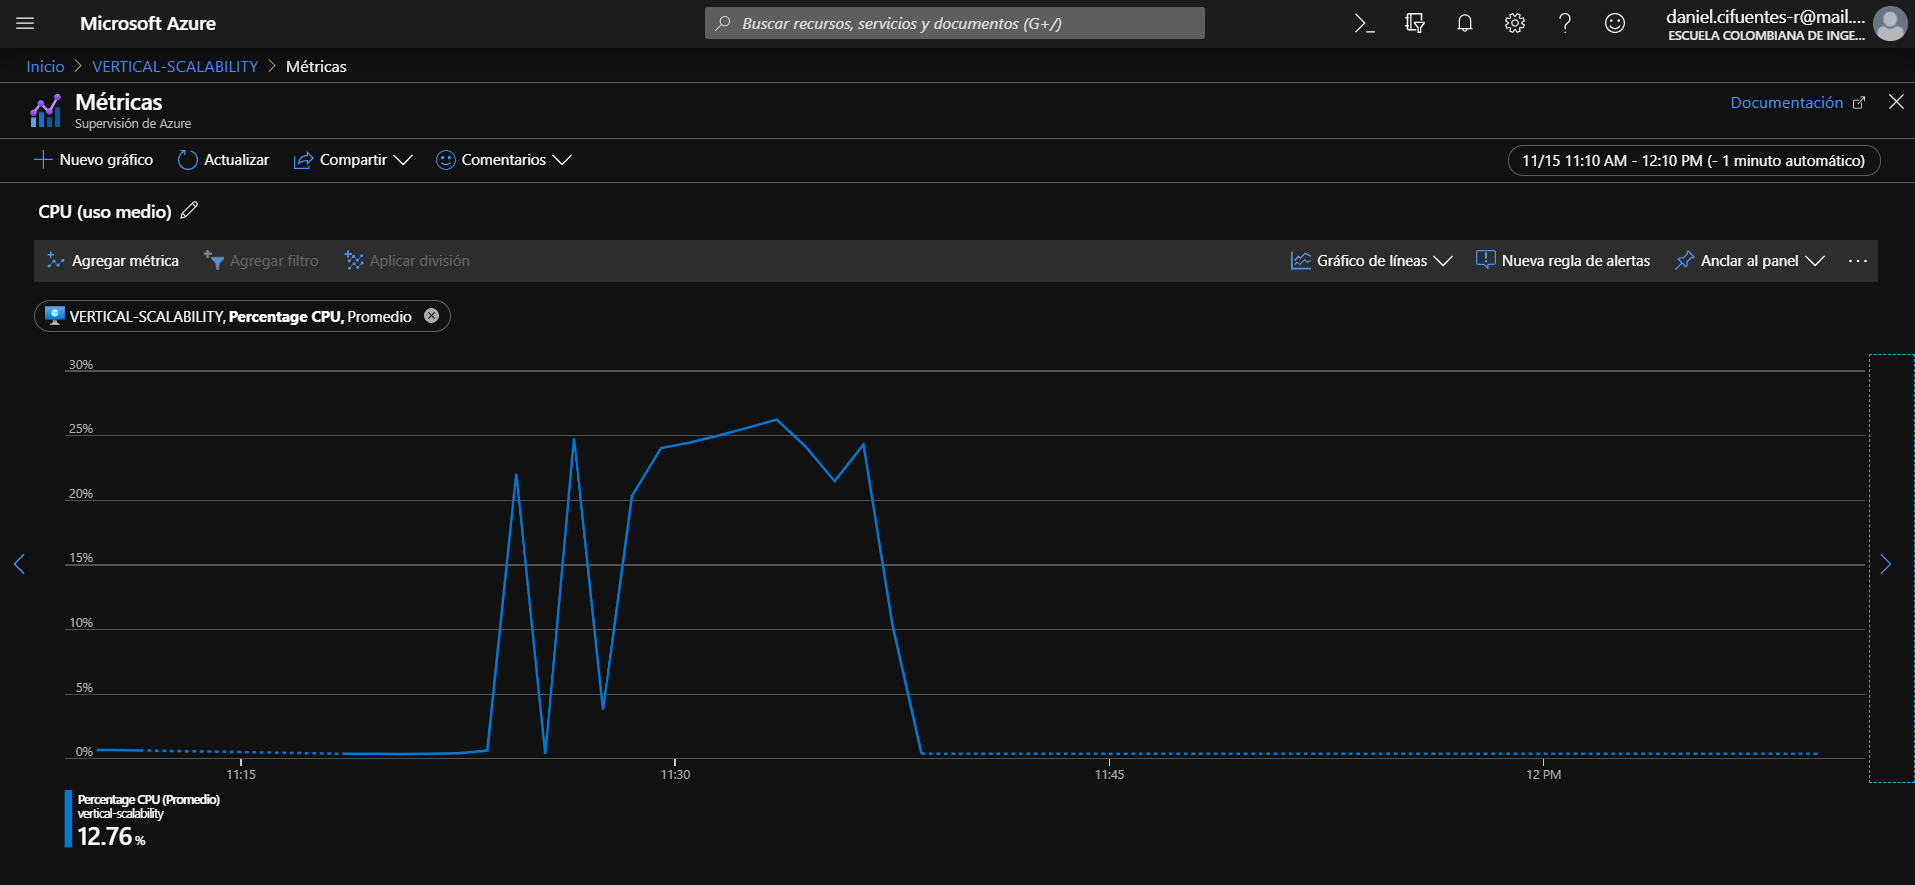 Microsoft Azure
Buscar recursos, servicios y documentos (G+/)
daniel.cifuentes-r@mail....
ESCUELA COLOMBIANA DE INGE...
Inicio > VERTICAL-SCALABILITY > Métricas
Métricas
Supervisión de Azure
Documentación
Nuevo gráfico
Actualizar
Compartir
Comentarios
11/15 11:10 AM - 12:10 PM (- 1 minuto automático)
CPU (uso medio)
Agregar métrica
Agregar filtro
Aplicar división
Gráfico de líneas
Nueva regla de alertas
Anclar al panel
...
VERTICAL-SCALABILITY, Percentage CPU, Promedio
30%
25%
20%
15%
10%
5%
0%
11:15
11:30
11:45
12 PM
Percentage CPU (Promedio)
vertical-scalability
12.76 %